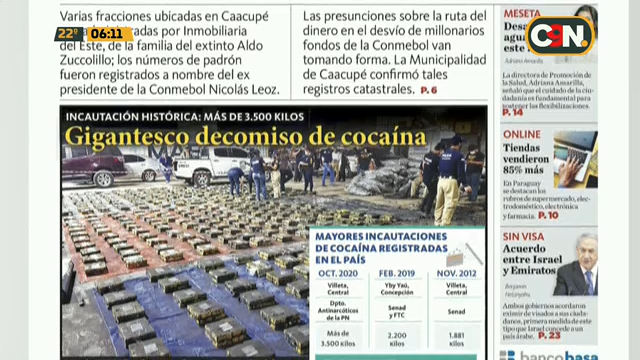 22º
06:11
C9N.
Varias fracciones ubicadas en Caacupé
por Inmobiliaria
del Este, de la familia del extinto Aldo
Zuccolillo; los números de padrón
fueron registrados a nombre del ex
presidente de la Conmebol Nicolás Leoz.
Las presunciones sobre la ruta del
dinero en el desvío de millonarios
fondos de la Conmebol van
tomando forma. La Municipalidad
de Caacupé confirmó tales
registros catastrales. P. 6
INCAUTACIÓN HISTÓRICA: MÁS DE 3.500 KILOS
Gigantesco decomiso de cocaína
MAYORES INCAUTACIONES
DE COCAÍNA REGISTRADAS
EN EL PAÍS
OCT. 2020
Villeta,
Central
Dpto.
Antinarcóticos
de la PN
Más de
3.500 kilos
FEB. 2019
Yby Yaú,
Concepción
Senad
y FTC
2.200
kilos
NOV. 2012
Villeta,
Central
Senad
1.881
kilos
MESETA
este
Adriana Amarilla.
La directora de Promoción de
la Salud, Adriana Amarilla,
señaló que el cuidado de la ciu-
dadanía es fundamental para
sostener las flexibilizaciones.
P. 14
ONLINE
Tiendas
vendieron
85% más
En Paraguay
se destacan los
rubros de supermercado, elec-
trodoméstico, electrónica
y farmacia. P. 10
SIN VISA
Acuerdo
entre Israel
y Emiratos
Benjamin
Netanyahu
Ambos gobiernos acordaron
eximir de visados a sus ciuda-
danos, primera medida de este
tipo que Israel concede a un
país árabe. P. 23
bancobasa